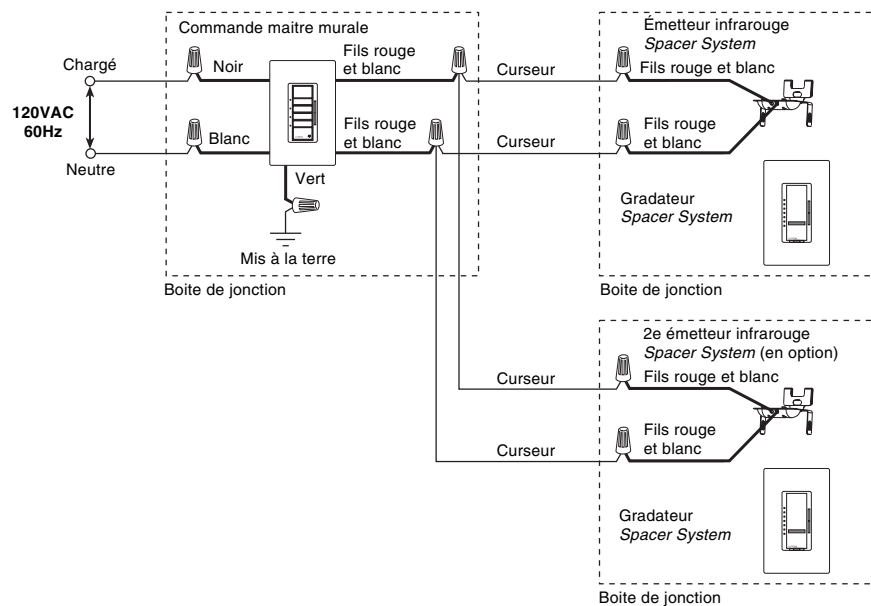 Commande maitre murale
Chargé
Noir
Fils rouge
et blanc
120VAC
60Hz
Blanc
Fils rouge
et blanc
Neutre
Vert
Mis à la terre
Boite de jonction
Curseur
Curseur
Émetteur infrarouge
Spacer System
Fils rouge et blanc
Fils rouge
et blanc
Gradateur
Spacer System
Boite de jonction
2e émetteur infrarouge
Spacer System (en option)
Curseur
Fils rouge et blanc
Curseur
Fils rouge
et blanc
Gradateur
Spacer System
Boite de jonction